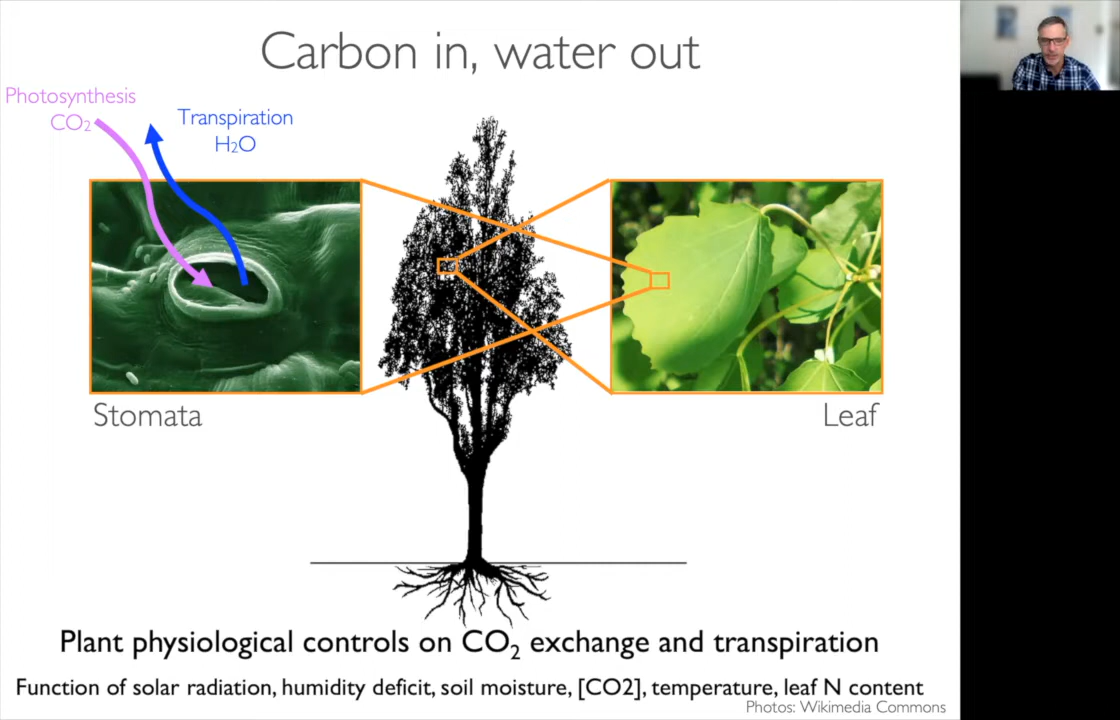 Carbon in, water out
Photosynthesis
CO₂
Transpiration
H₂O
Stomata
Leaf
Plant physiological controls on CO₂ exchange and transpiration
Function of solar radiation, humidity deficit, soil moisture, [CO2], temperature, leaf N content
Photos: Wikimedia Commons